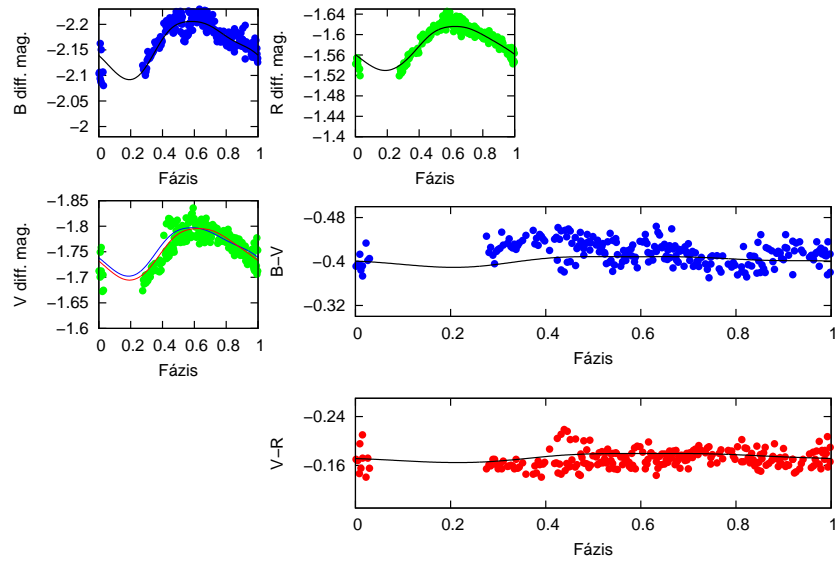 B diff. mag.
−2.2
−2.15
−2.1
−2.05
−2
0 0.2 0.4 0.6 0.8 1
Fázis
R diff. mag.
−1.64
−1.6
−1.56
−1.52
−1.48
−1.44
−1.4
0 0.2 0.4 0.6 0.8 1
Fázis
V diff. mag.
−1.85
−1.8
−1.75
−1.7
−1.65
−1.6
0 0.2 0.4 0.6 0.8 1
Fázis
B−V
−0.48
−0.4
−0.32
0 0.2 0.4 0.6 0.8 1
Fázis
V−R
−0.24
−0.16
0 0.2 0.4 0.6 0.8 1
Fázis